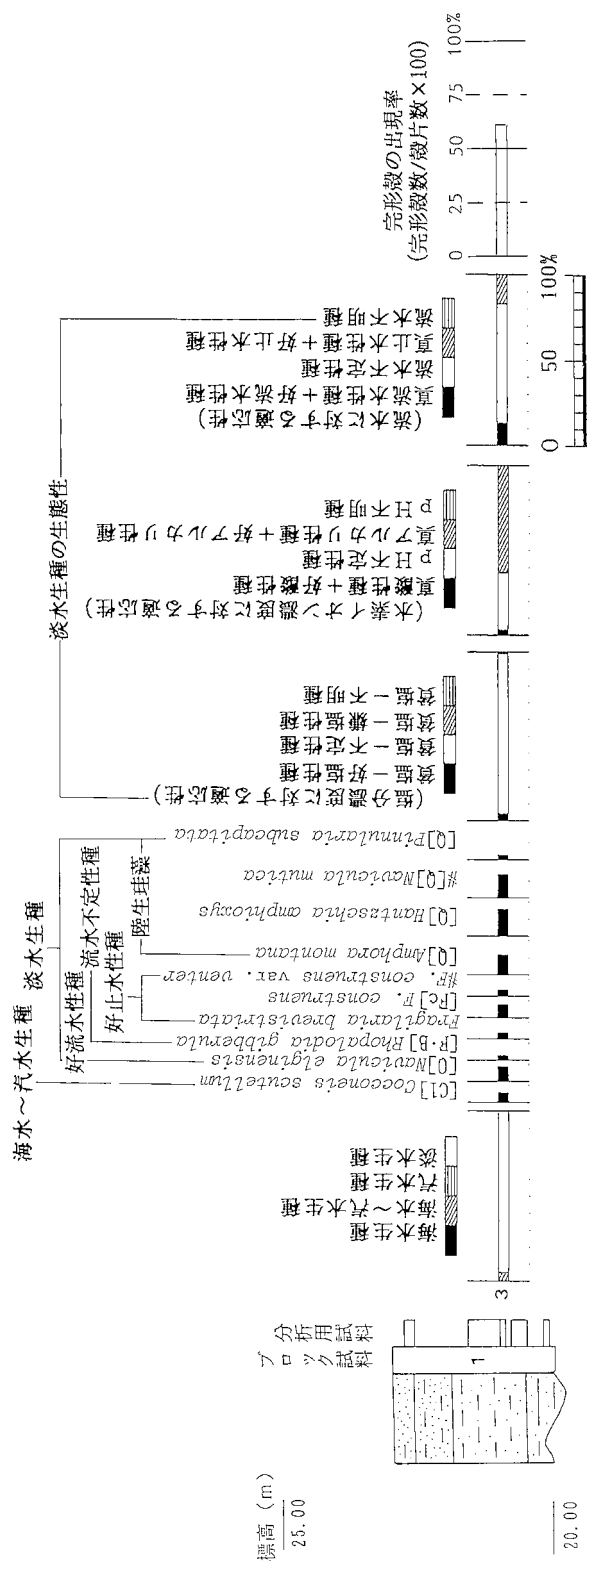 標高 (m)
25.00
20.00
ブロック試料
分析用試料
1
3
海水生種
海水～汽水生種
汽水生種
淡水生種
海水～汽水生種
淡水生種
好流水性種
流水不定性種
好止水性種
陸生珪藻
[C1]Cocconeis scutellum
[O]Navicula elginensis
[R·B]Rhopalodia gibberula
Fragilaria brevistriata
[Rc]F. construens
#F. construens var. venter
[Q]Amphora montana
[Q]Hantzschia amphioxys
#[Q]Navicula mutica
[Q]Pinnularia subcapitata
淡水生種の生態性
(塩分濃度に対する適応性)
貧塩－好塩性種
貧塩－不定性種
貧塩－嫌塩性種
貧塩－不明種
(水素イオン濃度に対する適応性)
真酸性種＋好酸性種
ｐＨ不定性種
真アルカリ性種＋好アルカリ性種
ｐＨ不明種
(流水に対する適応性)
真流水性種＋好流水性種
流水不定性種
真止水性種＋好止水性種
流水不明種
0 50 100%
完形殻の出現率
(完形殻数/殻片数×100)
0 25 50 75 100%